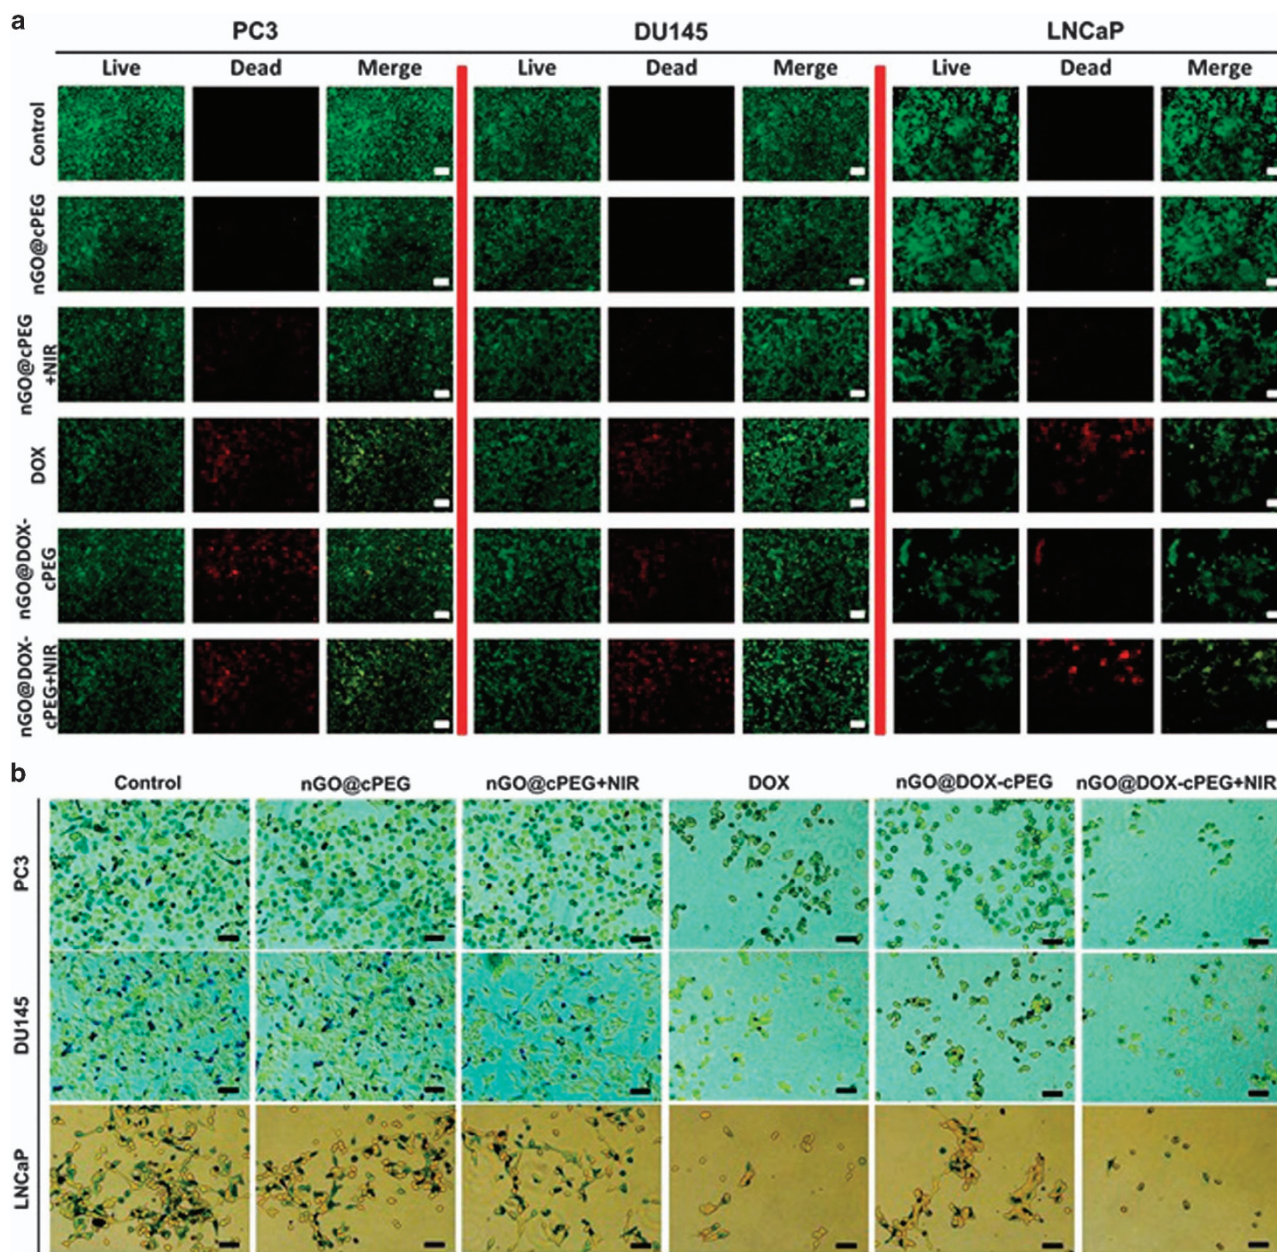 a
PC3 DU145 LNCaP
Live Dead Merge Live Dead Merge Live Dead Merge
Control
nGO@cPEG
nGO@cPEG
+NIR
DOX
nGO@DOX-
cPEG
nGO@DOX-
cPEG+NIR
b
Control nGO@cPEG nGO@cPEG+NIR DOX nGO@DOX-cPEG nGO@DOX-cPEG+NIR
PC3
DU145
LNCaP